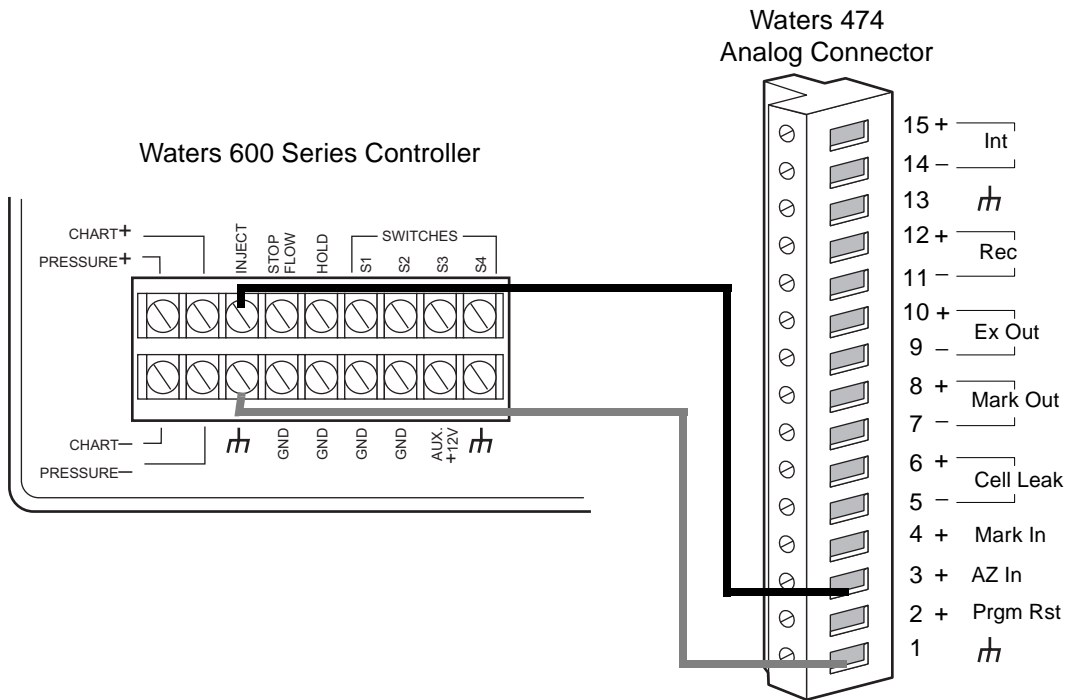 Waters 474
Analog Connector
Waters 600 Series Controller
CHART+
PRESSURE+
INJECT
STOP
FLOW
HOLD
SWITCHES
S1
S2
S3
S4
CHART−
PRESSURE−
GND
GND
GND
GND
AUX.
+12V
15 +
Int
14 −
13
12 +
Rec
11 −
10 +
Ex Out
9 −
8 +
Mark Out
7 −
6 +
Cell Leak
5 −
4 + Mark In
3 + AZ In
2 + Prgm Rst
1